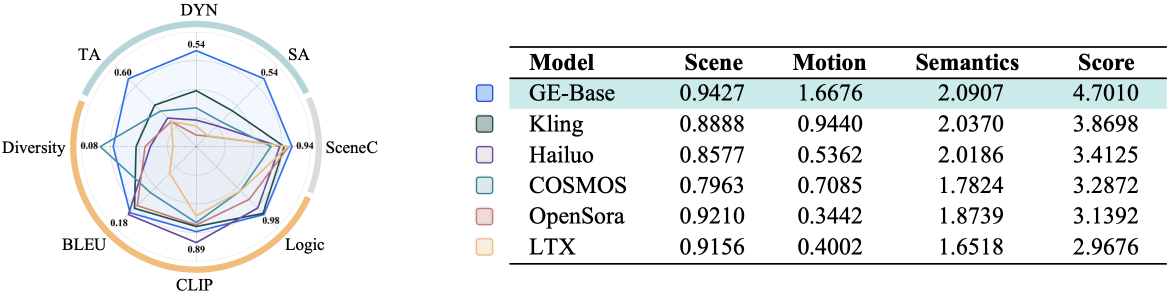 DYN
TA
SA
0.54
0.60
0.54
Diversity
0.08
0.94
SceneC
0.18
0.98
BLEU
0.89
Logic
CLIP
Model Scene Motion Semantics Score
GE-Base 0.9427 1.6676 2.0907 4.7010
Kling 0.8888 0.9440 2.0370 3.8698
Hailuo 0.8577 0.5362 2.0186 3.4125
COSMOS 0.7963 0.7085 1.7824 3.2872
OpenSora 0.9210 0.3442 1.8739 3.1392
LTX 0.9156 0.4002 1.6518 2.9676